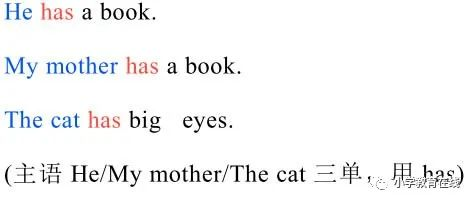 He has a book.
My mother has a book.
The cat has big eyes.
(主语 He/My mother/The cat 三单，用 has)
小学教育在线